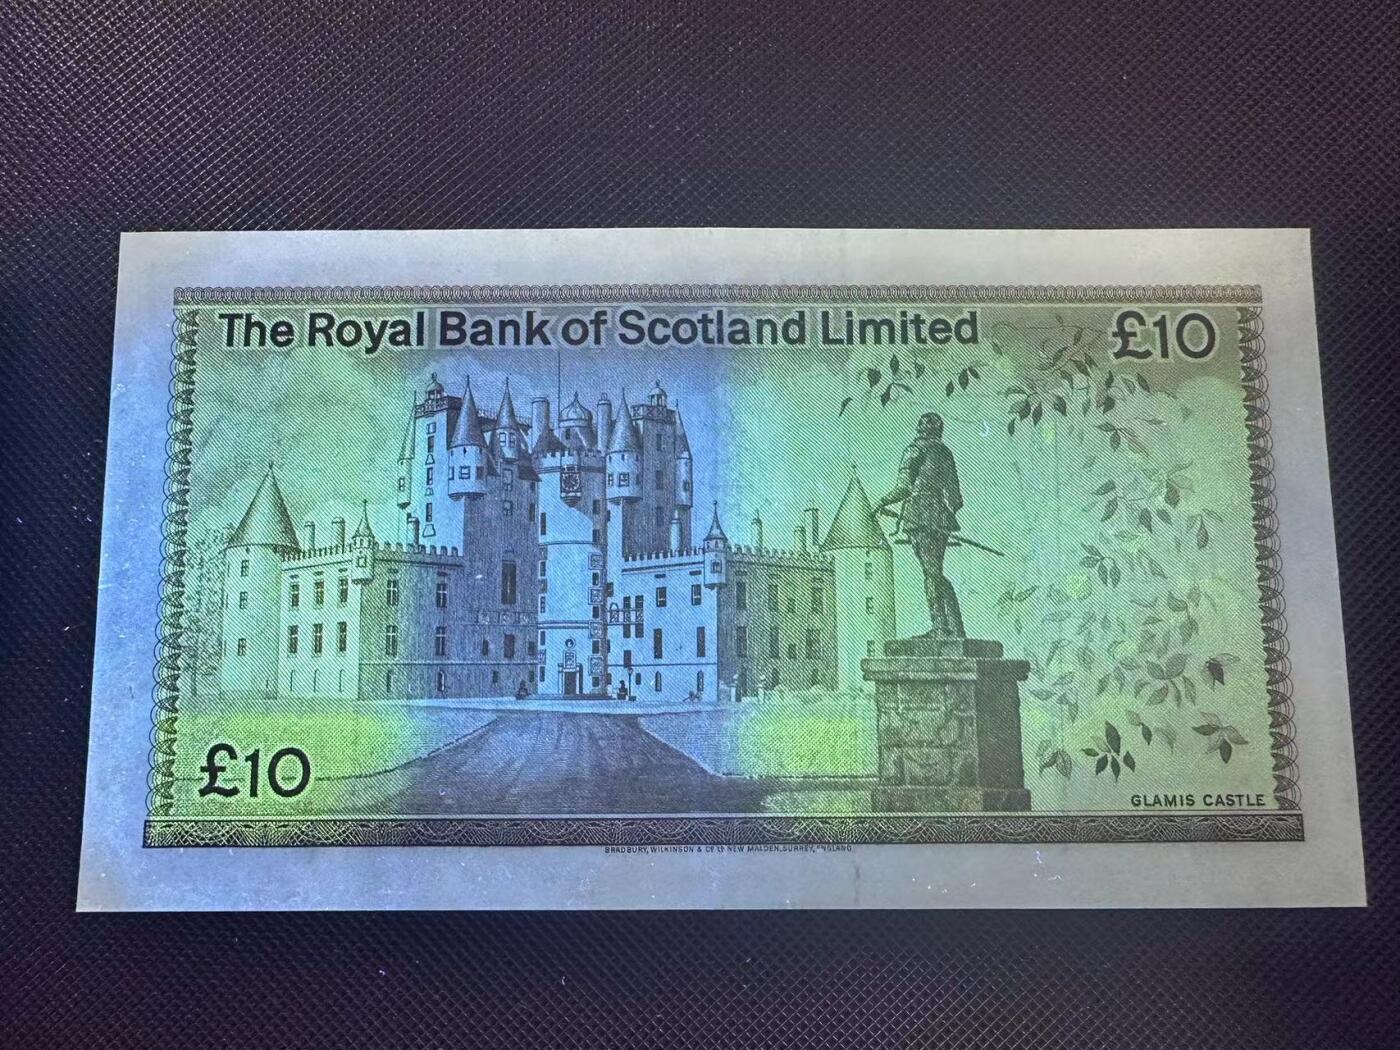 The Royal Bank of Scotland Limited £10
£10
GLAMIS CASTLE
BRADBURY, WILKINSON & Co Ld NEW MALDEN, SURREY, ENGLAND